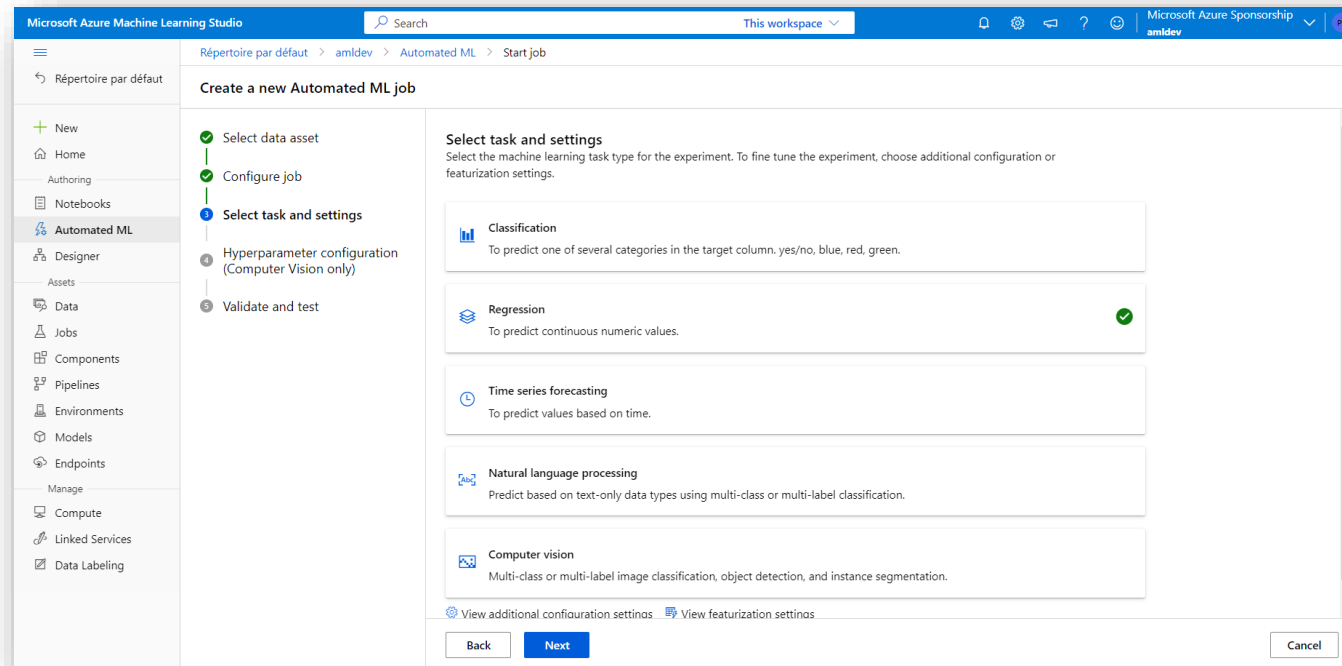 Microsoft Azure Machine Learning Studio
Search
This workspace
Microsoft Azure Sponsorship
amldev
Répertoire par défaut > amldev > Automated ML > Start job
Répertoire par défaut
Create a new Automated ML job
New
Home
Authoring
Notebooks
Automated ML
Designer
Assets
Data
Jobs
Components
Pipelines
Environments
Models
Endpoints
Manage
Compute
Linked Services
Data Labeling
Select data asset
Configure job
3 Select task and settings
4 Hyperparameter configuration
(Computer Vision only)
5 Validate and test
Select task and settings
Select the machine learning task type for the experiment. To fine tune the experiment, choose additional configuration or
featurization settings.
Classification
To predict one of several categories in the target column. yes/no, blue, red, green.
Regression
To predict continuous numeric values.
Time series forecasting
To predict values based on time.
Abc
Natural language processing
Predict based on text-only data types using multi-class or multi-label classification.
Computer vision
Multi-class or multi-label image classification, object detection, and instance segmentation.
View additional configuration settings View featurization settings
Back
Next
Cancel